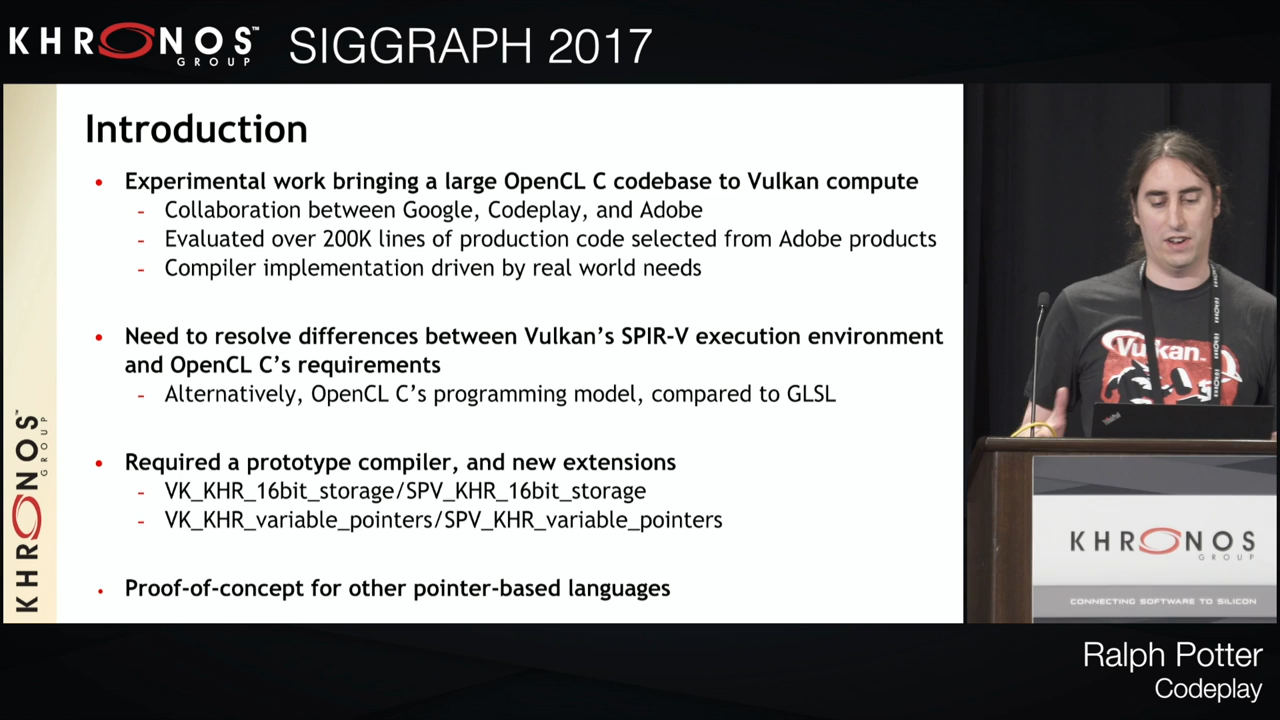 KHRONOS™ GROUP SIGGRAPH 2017
Introduction
• Experimental work bringing a large OpenCL C codebase to Vulkan compute
- Collaboration between Google, Codeplay, and Adobe
- Evaluated over 200K lines of production code selected from Adobe products
- Compiler implementation driven by real world needs
• Need to resolve differences between Vulkan's SPIR-V execution environment
and OpenCL C's requirements
- Alternatively, OpenCL C's programming model, compared to GLSL
• Required a prototype compiler, and new extensions
- VK_KHR_16bit_storage/SPV_KHR_16bit_storage
- VK_KHR_variable_pointers/SPV_KHR_variable_pointers
• Proof-of-concept for other pointer-based languages
KHRONOS™ GROUP
Vulkan
ThinkPad
KHRONOS
GROUP
CONNECTING SOFTWARE TO SILICON
Ralph Potter
Codeplay